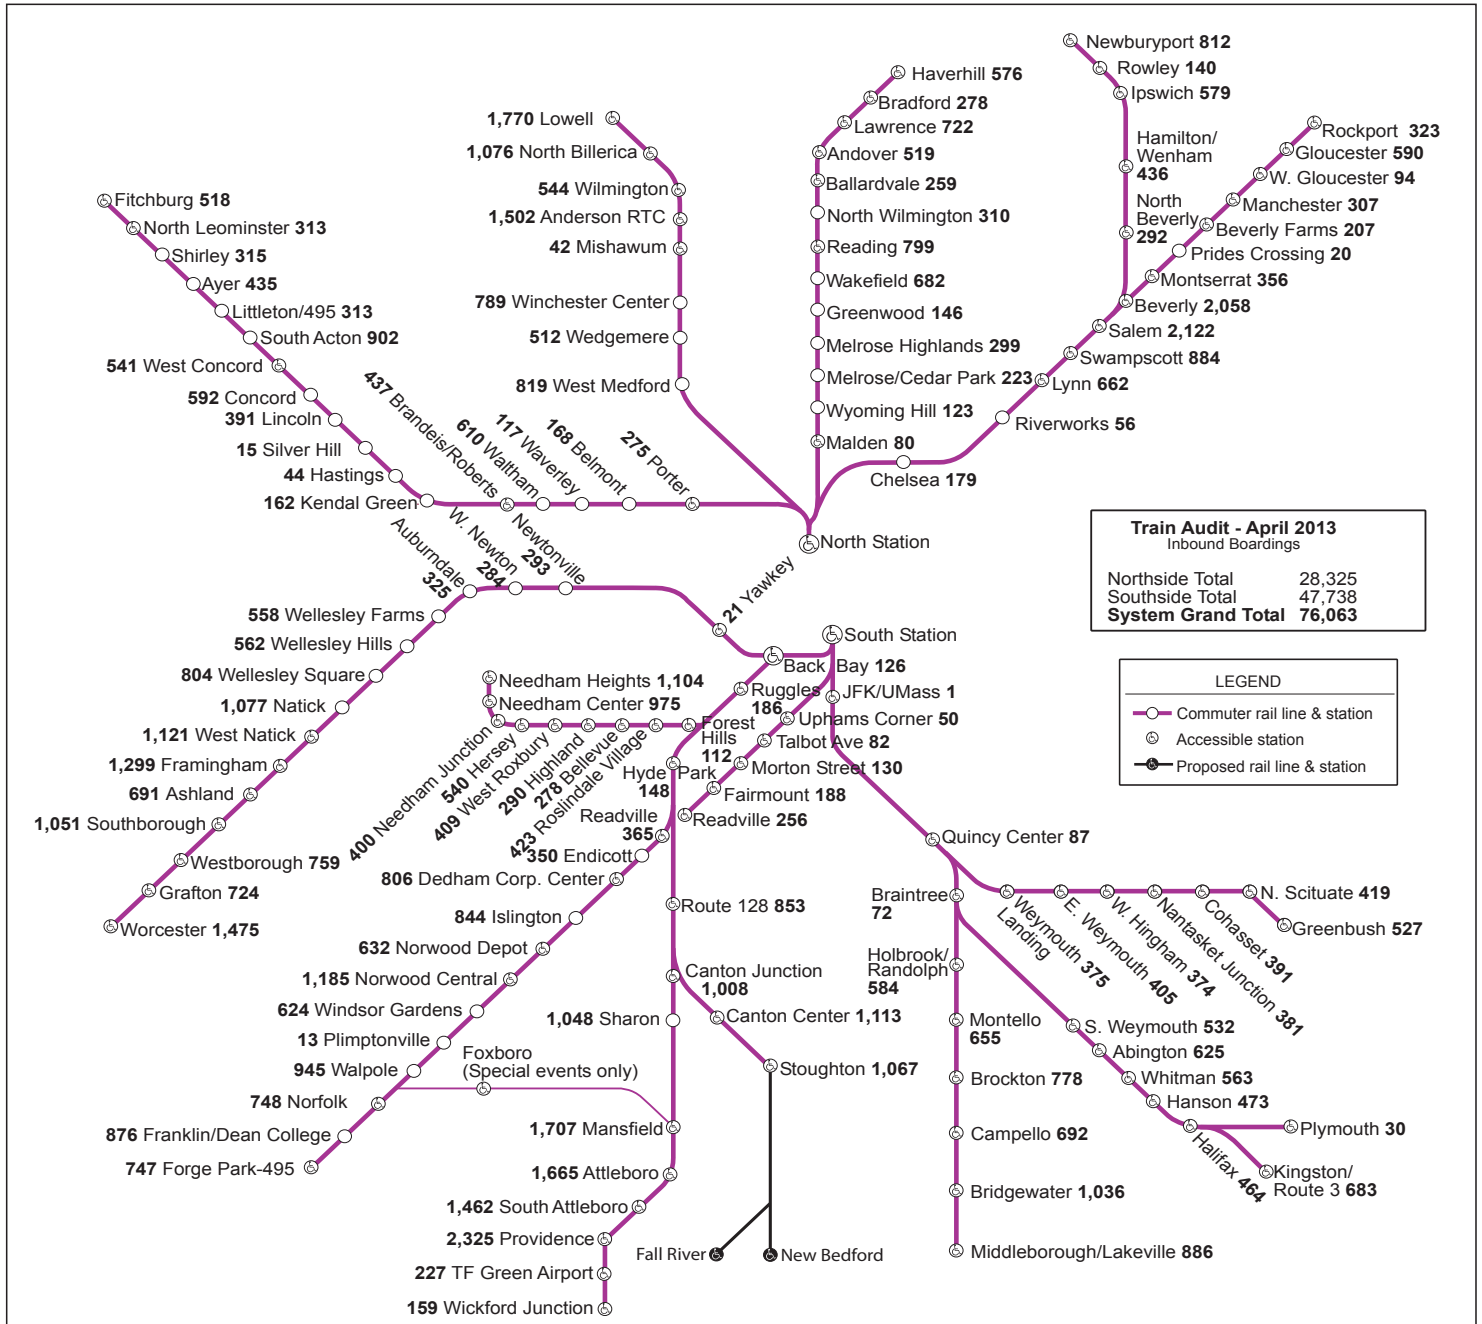 Newburyport 812
Rowley 140
Ipswich 579
Hamilton/
Wenham
436
North
Beverly
292
Rockport 323
Gloucester 590
W. Gloucester 94
Manchester 307
Beverly Farms 207
Prides Crossing 20
Montserrat 356
Beverly 2,058
Salem 2,122
Swampscott 884
Lynn 662
Riverworks 56
Chelsea 179
Haverhill 576
Bradford 278
Lawrence 722
Andover 519
Ballardvale 259
North Wilmington 310
Reading 799
Wakefield 682
Greenwood 146
Melrose Highlands 299
Melrose/Cedar Park 223
Wyoming Hill 123
Malden 80
1,770 Lowell
1,076 North Billerica
544 Wilmington
1,502 Anderson RTC
42 Mishawum
789 Winchester Center
512 Wedgemere
819 West Medford
Fitchburg 518
North Leominster 313
Shirley 315
Ayer 435
Littleton/495 313
South Acton 902
541 West Concord
592 Concord
391 Lincoln
15 Silver Hill
44 Hastings
162 Kendal Green
437 Brandeis/Roberts
610 Waltham
117 Waverley
168 Belmont
275 Porter
North Station
Train Audit - April 2013
Inbound Boardings
Northside Total 28,325
Southside Total 47,738
System Grand Total 76,063
LEGEND
Commuter rail line & station
Accessible station
Proposed rail line & station
21 Yawkey
Newtonville
293
W. Newton
284
Auburndale
325
558 Wellesley Farms
562 Wellesley Hills
804 Wellesley Square
1,077 Natick
1,121 West Natick
1,299 Framingham
691 Ashland
1,051 Southborough
Westborough 759
Grafton 724
Worcester 1,475
South Station
Back Bay 126
Ruggles
186
Needham Heights 1,104
Needham Center 975
400 Needham Junction
540 Hersey
409 West Roxbury
290 Highland
278 Bellevue
423 Roslindale Village
Forest
Hills
112
Hyde Park
148
JFK/UMass 1
Uphams Corner 50
Talbot Ave 82
Morton Street 130
Fairmount 188
Readville 256
Readville
365
350 Endicott
806 Dedham Corp. Center
844 Islington
632 Norwood Depot
1,185 Norwood Central
624 Windsor Gardens
13 Plimptonville
945 Walpole
748 Norfolk
876 Franklin/Dean College
747 Forge Park-495
Foxboro
(Special events only)
Route 128 853
Canton Junction
1,008
Canton Center 1,113
Stoughton 1,067
1,048 Sharon
1,707 Mansfield
1,665 Attleboro
1,462 South Attleboro
2,325 Providence
227 TF Green Airport
159 Wickford Junction
Fall River
New Bedford
Quincy Center 87
Braintree
72
Weymouth
Landing 375
E. Weymouth 405
W. Hingham 374
Nantasket Junction 381
Cohasset 391
N. Scituate 419
Greenbush 527
Holbrook/
Randolph
584
Montello
655
Brockton 778
Campello 692
Bridgewater 1,036
Middleborough/Lakeville 886
S. Weymouth 532
Abington 625
Whitman 563
Hanson 473
Halifax 464
Plymouth 30
Kingston/
Route 3 683